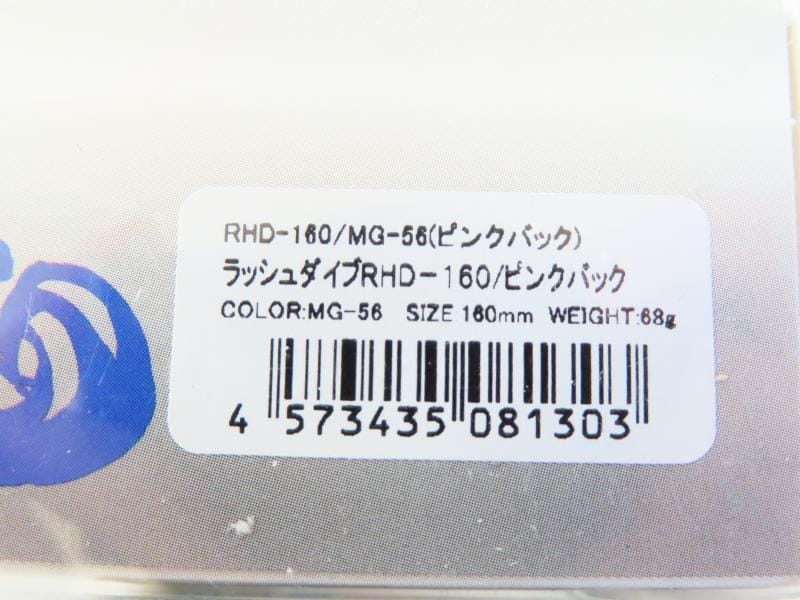 RHD-160/MG-56(ピンクバック)
ラッシュダイブRHD-160/ピンクバック
COLOR:MG-56 SIZE:160mm WEIGHT:68g
4 573435 081303